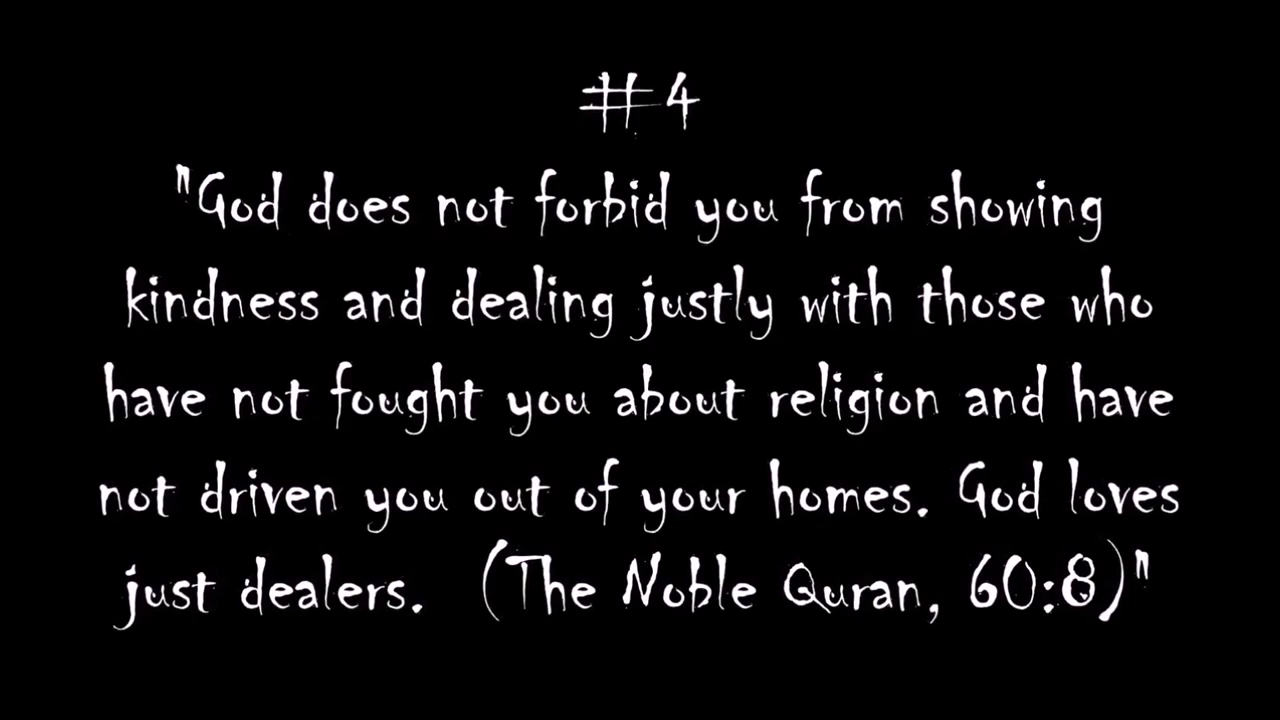 #4
"God does not forbid you from showing
kindness and dealing justly with those who
have not fought you about religion and have
not driven you out of your homes. God loves
just dealers. (The Noble Quran, 60:8)"